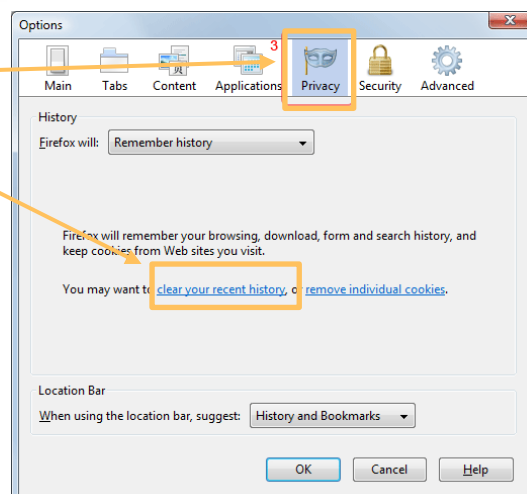 Options
3
Main Tabs Content Applications Privacy Security Advanced
History
Firefox will: Remember history
Firefox will remember your browsing, download, form and search history, and
keep cookies from Web sites you visit.
You may want to clear your recent history, or remove individual cookies.
Location Bar
When using the location bar, suggest: History and Bookmarks
OK Cancel Help